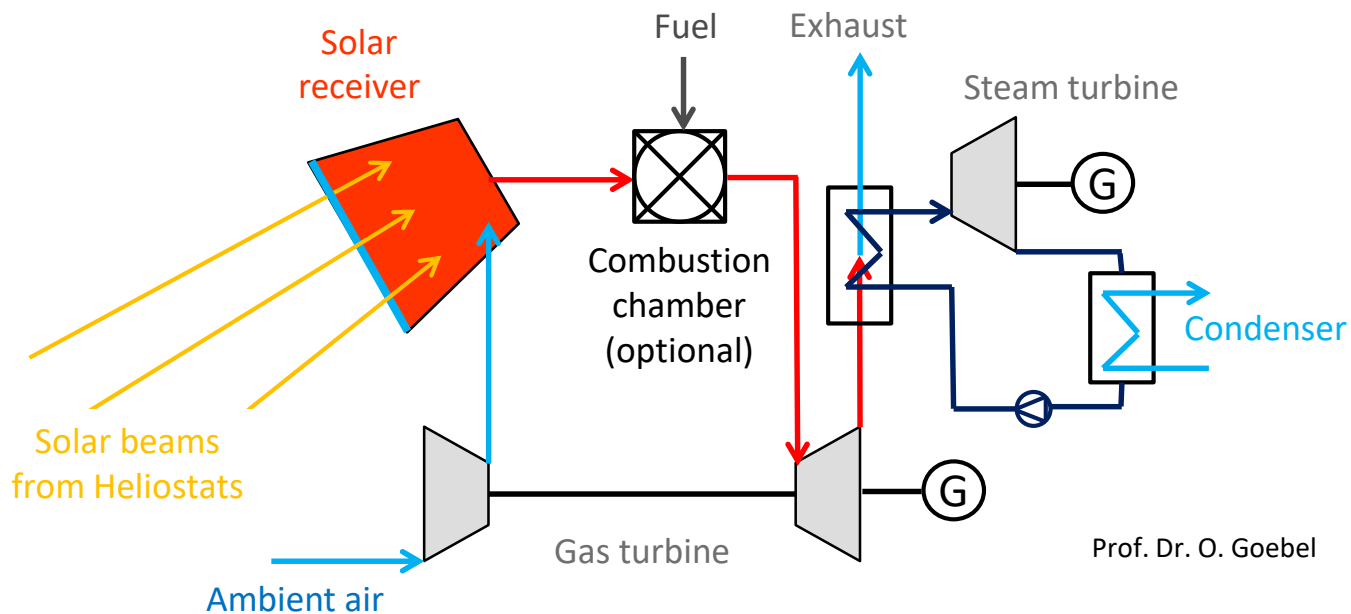 Fuel
Exhaust
Solar
receiver
Steam turbine
G
Combustion
chamber
(optional)
Condenser
Solar beams
from Heliostats
G
Gas turbine
Prof. Dr. O. Goebel
Ambient air